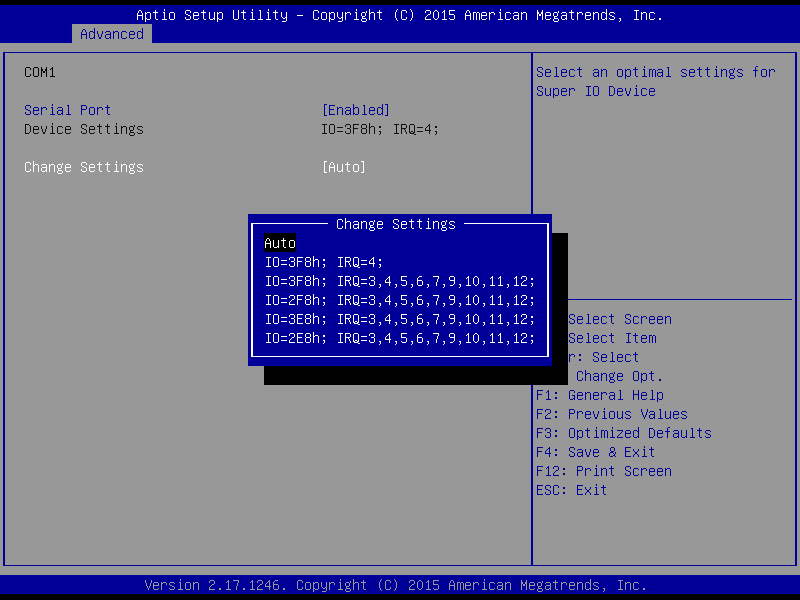 Aptio Setup Utility – Copyright (C) 2015 American Megatrends, Inc.
Advanced
COM1
Serial Port [Enabled]
Device Settings IO=3F8h; IRQ=4;
Change Settings [Auto]
Select an optimal settings for
Super IO Device
Change Settings
Auto
IO=3F8h; IRQ=4;
IO=3F8h; IRQ=3,4,5,6,7,9,10,11,12;
IO=2F8h; IRQ=3,4,5,6,7,9,10,11,12;
IO=3E8h; IRQ=3,4,5,6,7,9,10,11,12;
IO=2E8h; IRQ=3,4,5,6,7,9,10,11,12;
Select Screen
Select Item
r: Select
Change Opt.
F1: General Help
F2: Previous Values
F3: Optimized Defaults
F4: Save & Exit
F12: Print Screen
ESC: Exit
Version 2.17.1246. Copyright (C) 2015 American Megatrends, Inc.